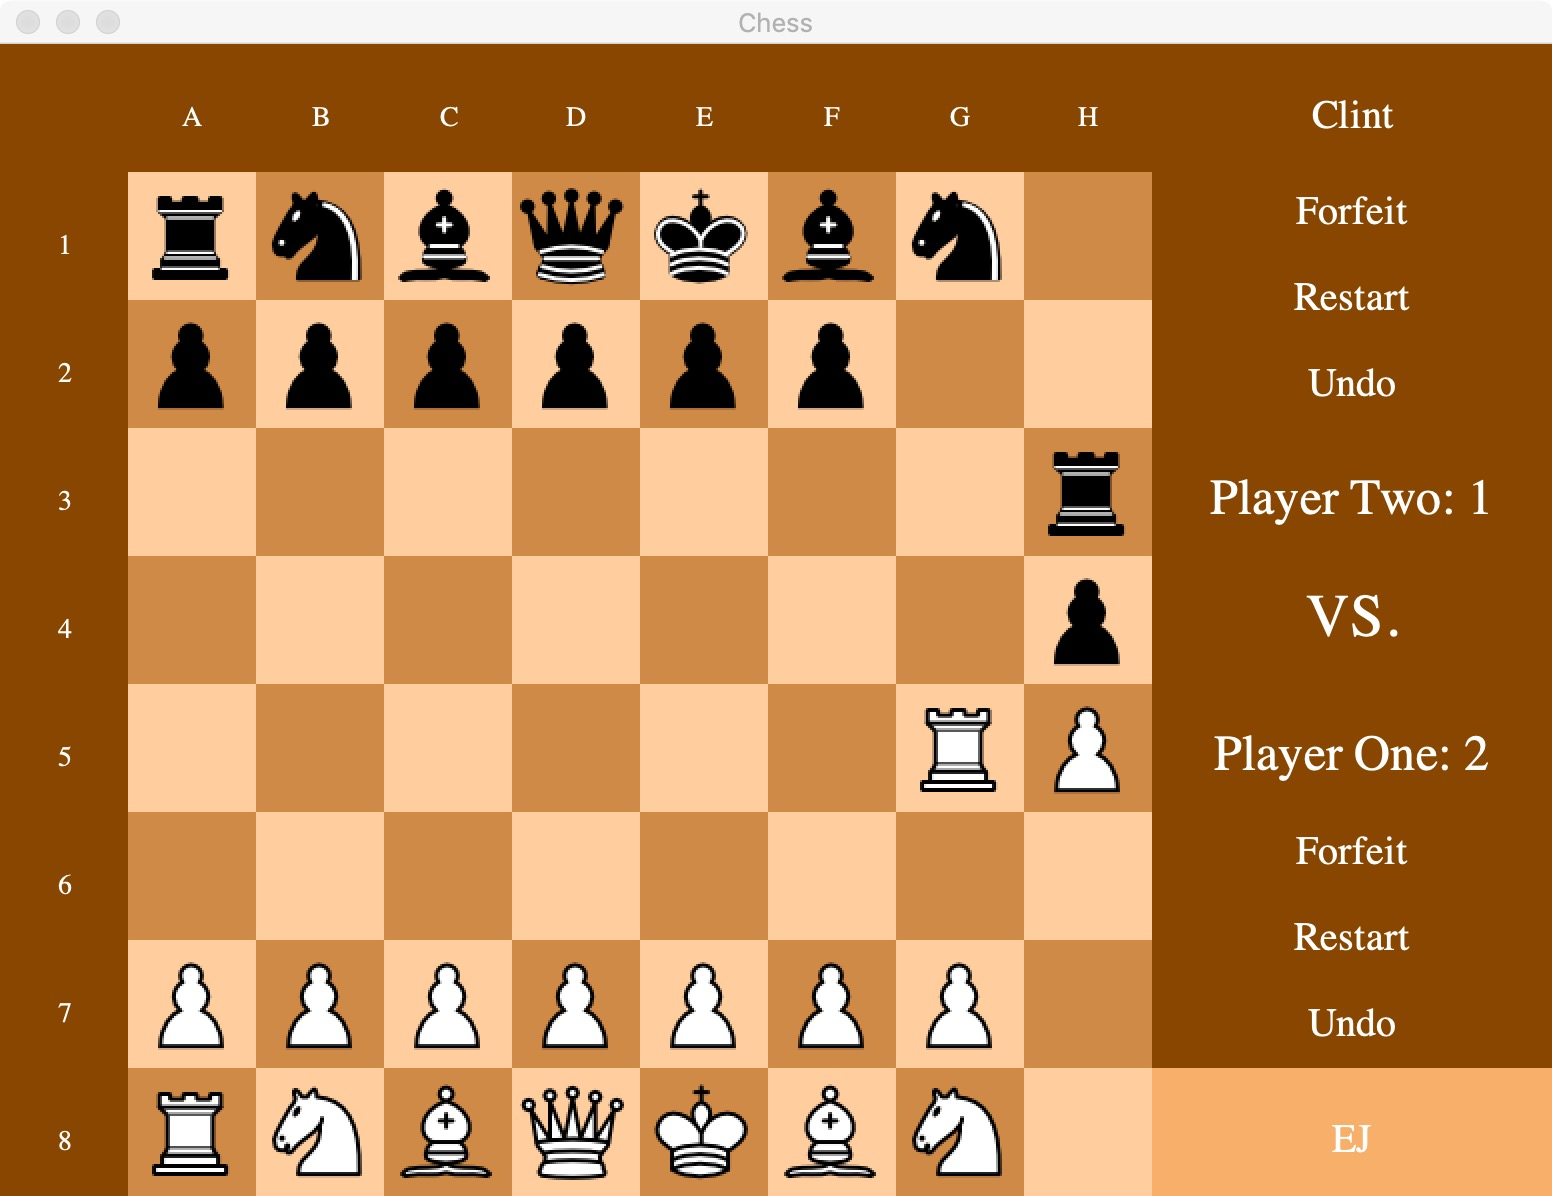 Chess
A B C D E F G H Clint
1 Forfeit
Restart
2 Undo
3 Player Two: 1
4 VS.
5 Player One: 2
6 Forfeit
Restart
7 Undo
8 EJ